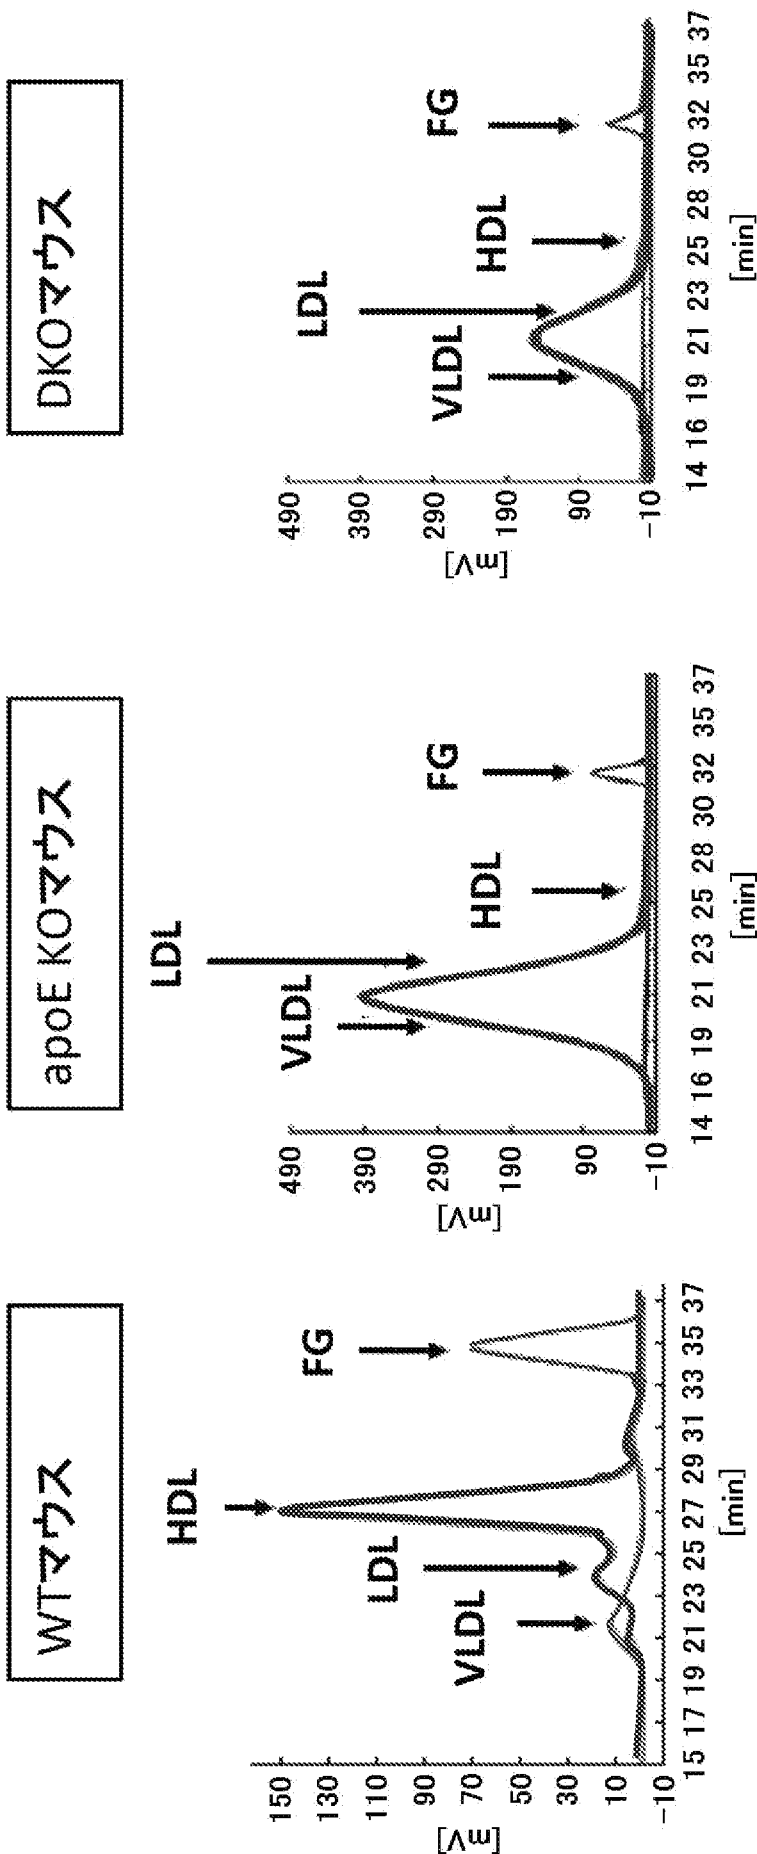 WTマウス
HDL
FG
LDL
VLDL
[mV]
150
130
110
90
70
50
30
10
-10
15 17 19 21 23 25 27 29 31 33 35 37
[min]
apoE KOマウス
LDL
VLDL
HDL
FG
[mV]
490
390
290
190
90
-10
14 16 19 21 23 25 28 30 32 35 37
[min]
DKOマウス
LDL
VLDL
HDL
FG
[mV]
490
390
290
190
90
-10
14 16 19 21 23 25 28 30 32 35 37
[min]